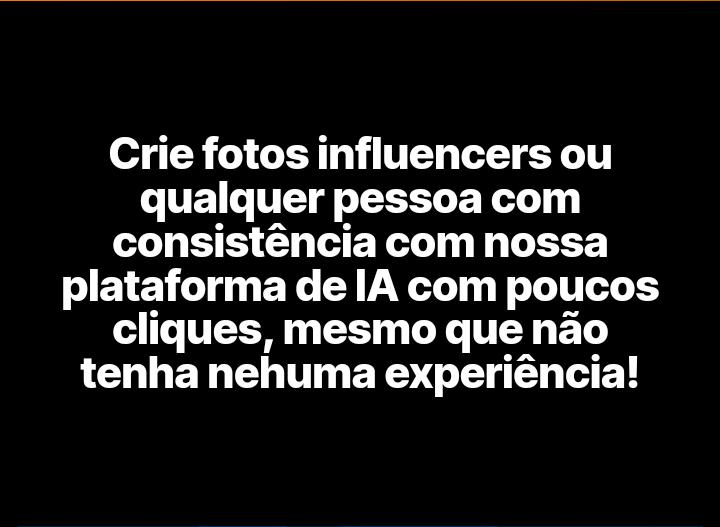 Crie fotos influencers ou
qualquer pessoa com
consistência com nossa
plataforma de IA com poucos
cliques, mesmo que não
tenha nehuma experiência!